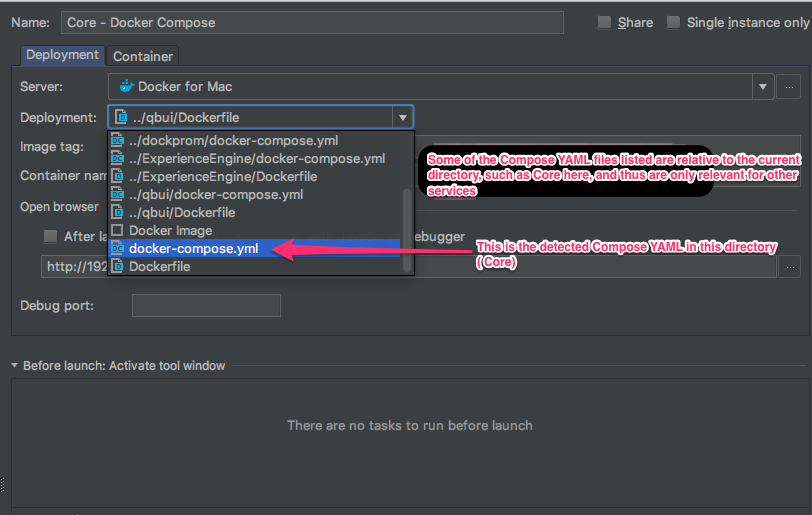 Name: Core - Docker Compose Share Single instance only
Deployment Container
Server: Docker for Mac ...
Deployment: ../qbui/Dockerfile
../dockprom/docker-compose.yml
Image tag:
../ExperienceEngine/docker-compose.yml
Some of the Compose YAML files listed are relative to the current
directory, such as Core here, and thus are only relevant for other
services
Container nam
../ExperienceEngine/Dockerfile
../qbui/docker-compose.yml
Open browser
../qbui/Dockerfile
Docker Image
After la
ebugger
docker-compose.yml
This is the detected Compose YAML in this directory
( Core)
http://192
Dockerfile
...
Debug port:
Before launch: Activate tool window
There are no tasks to run before launch